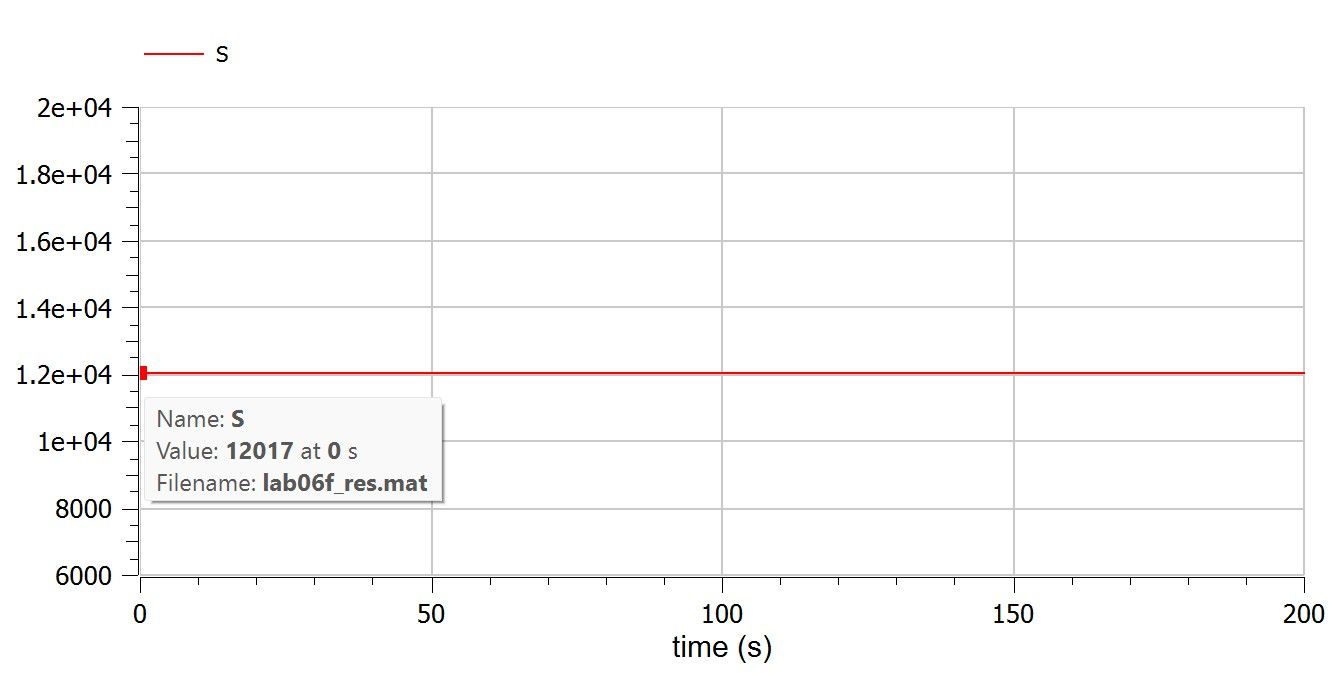 S
2e+04
1.8e+04
1.6e+04
1.4e+04
1.2e+04
1e+04
8000
6000
Name: S
Value: 12017 at 0 s
Filename: lab06f_res.mat
0 50 100 150 200
time (s)